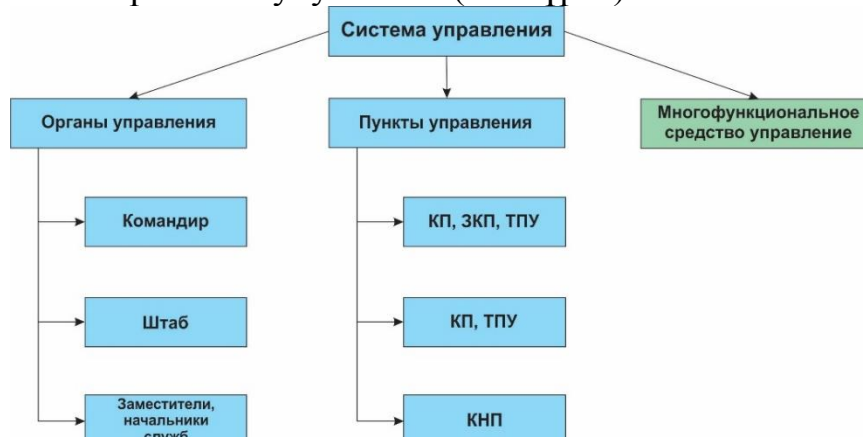 Система управления
Органы управления
Пункты управления
Многофункциональное
средство управление
Командир
КП, ЗКП, ТПУ
Штаб
КП, ТПУ
Заместители,
начальники
служб
КНП